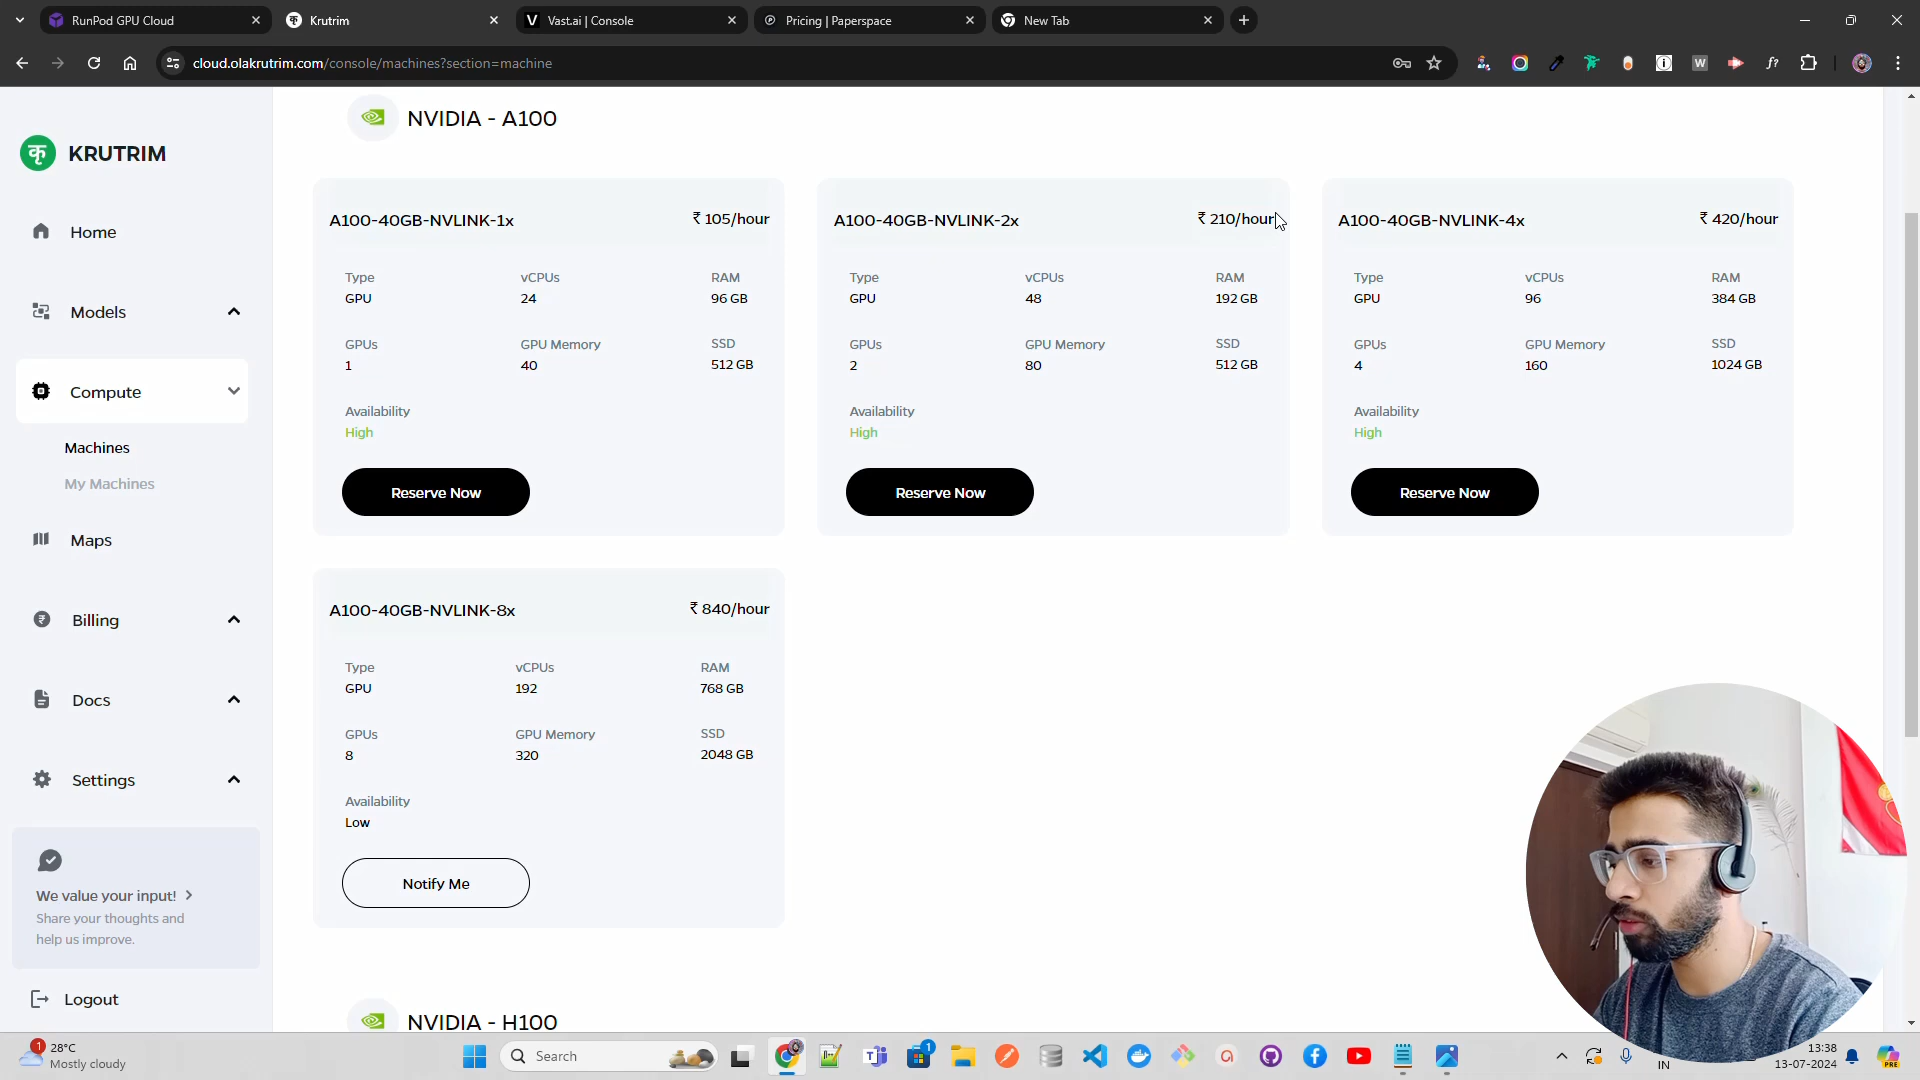 RunPod GPU Cloud
Krutrim
Vast.ai | Console
Pricing | Paperspace
New Tab
cloud.olakrutrim.com/console/machines?section=machine
कृ KRUTRIM
Home
Models
Compute
Machines
My Machines
Maps
Billing
Docs
Settings
We value your input!
Share your thoughts and
help us improve.
Logout
NVIDIA - A100
A100-40GB-NVLINK-1x ₹ 105/hour
Type vCPUs RAM
GPU 24 96 GB
GPUs GPU Memory SSD
1 40 512 GB
Availability
High
Reserve Now
A100-40GB-NVLINK-2x ₹ 210/hour
Type vCPUs RAM
GPU 48 192 GB
GPUs GPU Memory SSD
2 80 512 GB
Availability
High
Reserve Now
A100-40GB-NVLINK-4x ₹ 420/hour
Type vCPUs RAM
GPU 96 384 GB
GPUs GPU Memory SSD
4 160 1024 GB
Availability
High
Reserve Now
A100-40GB-NVLINK-8x ₹ 840/hour
Type vCPUs RAM
GPU 192 768 GB
GPUs GPU Memory SSD
8 320 2048 GB
Availability
Low
Notify Me
NVIDIA - H100
1 28°C
Mostly cloudy
Search
1
IN
13:38
13-07-2024
PRE